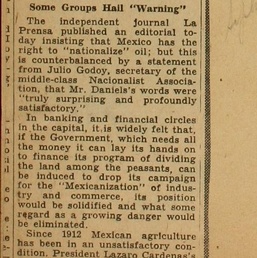 Some Groups Hail "Warning"
The independent journal La
Prensa published an editorial to-
day insisting that Mexico has the
right to "nationalize" oil; but this
is counterbalanced by a statement
from Julio Godoy, secretary of the
middle-class Nacionalist Associa-
tion, that Mr. Daniels's words were
"truly surprising and profoundly
satisfactory."
In banking and financial circles
in the capital, it is widely felt that,
if the Government, which needs all
the money it can lay its hands on
to finance its program of dividing
the land among the peasants, can
be induced to drop its campaign
for the "Mexicanization" of indus-
try and commerce, its position
would be solidified and what some
regard as a growing danger would
be eliminated.
Since 1912 Mexican agriculture
has been in an unsatisfactory con-
dition. President Lazaro Cardenas's